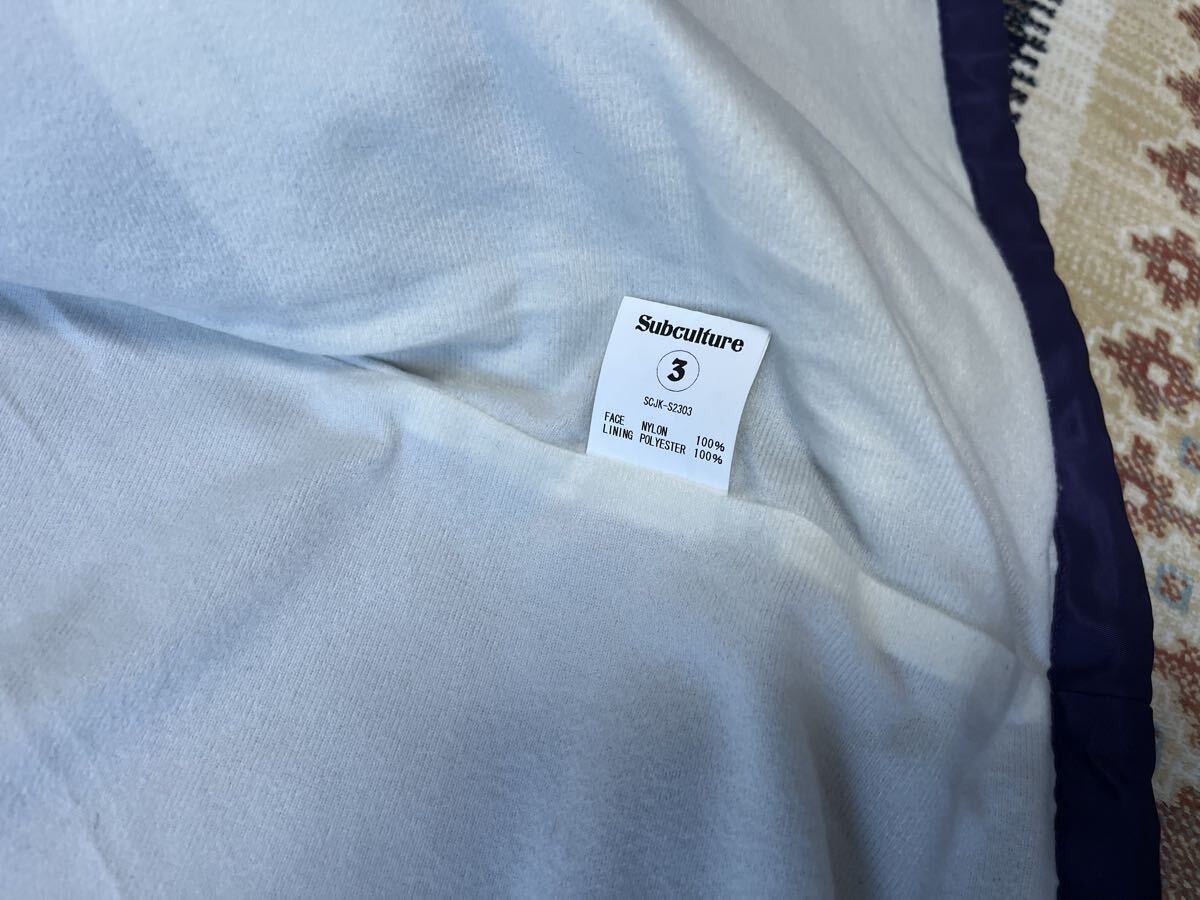 Subculture
3
SCJK-S2303
FACE NYLON 100%
LINING POLYESTER 100%